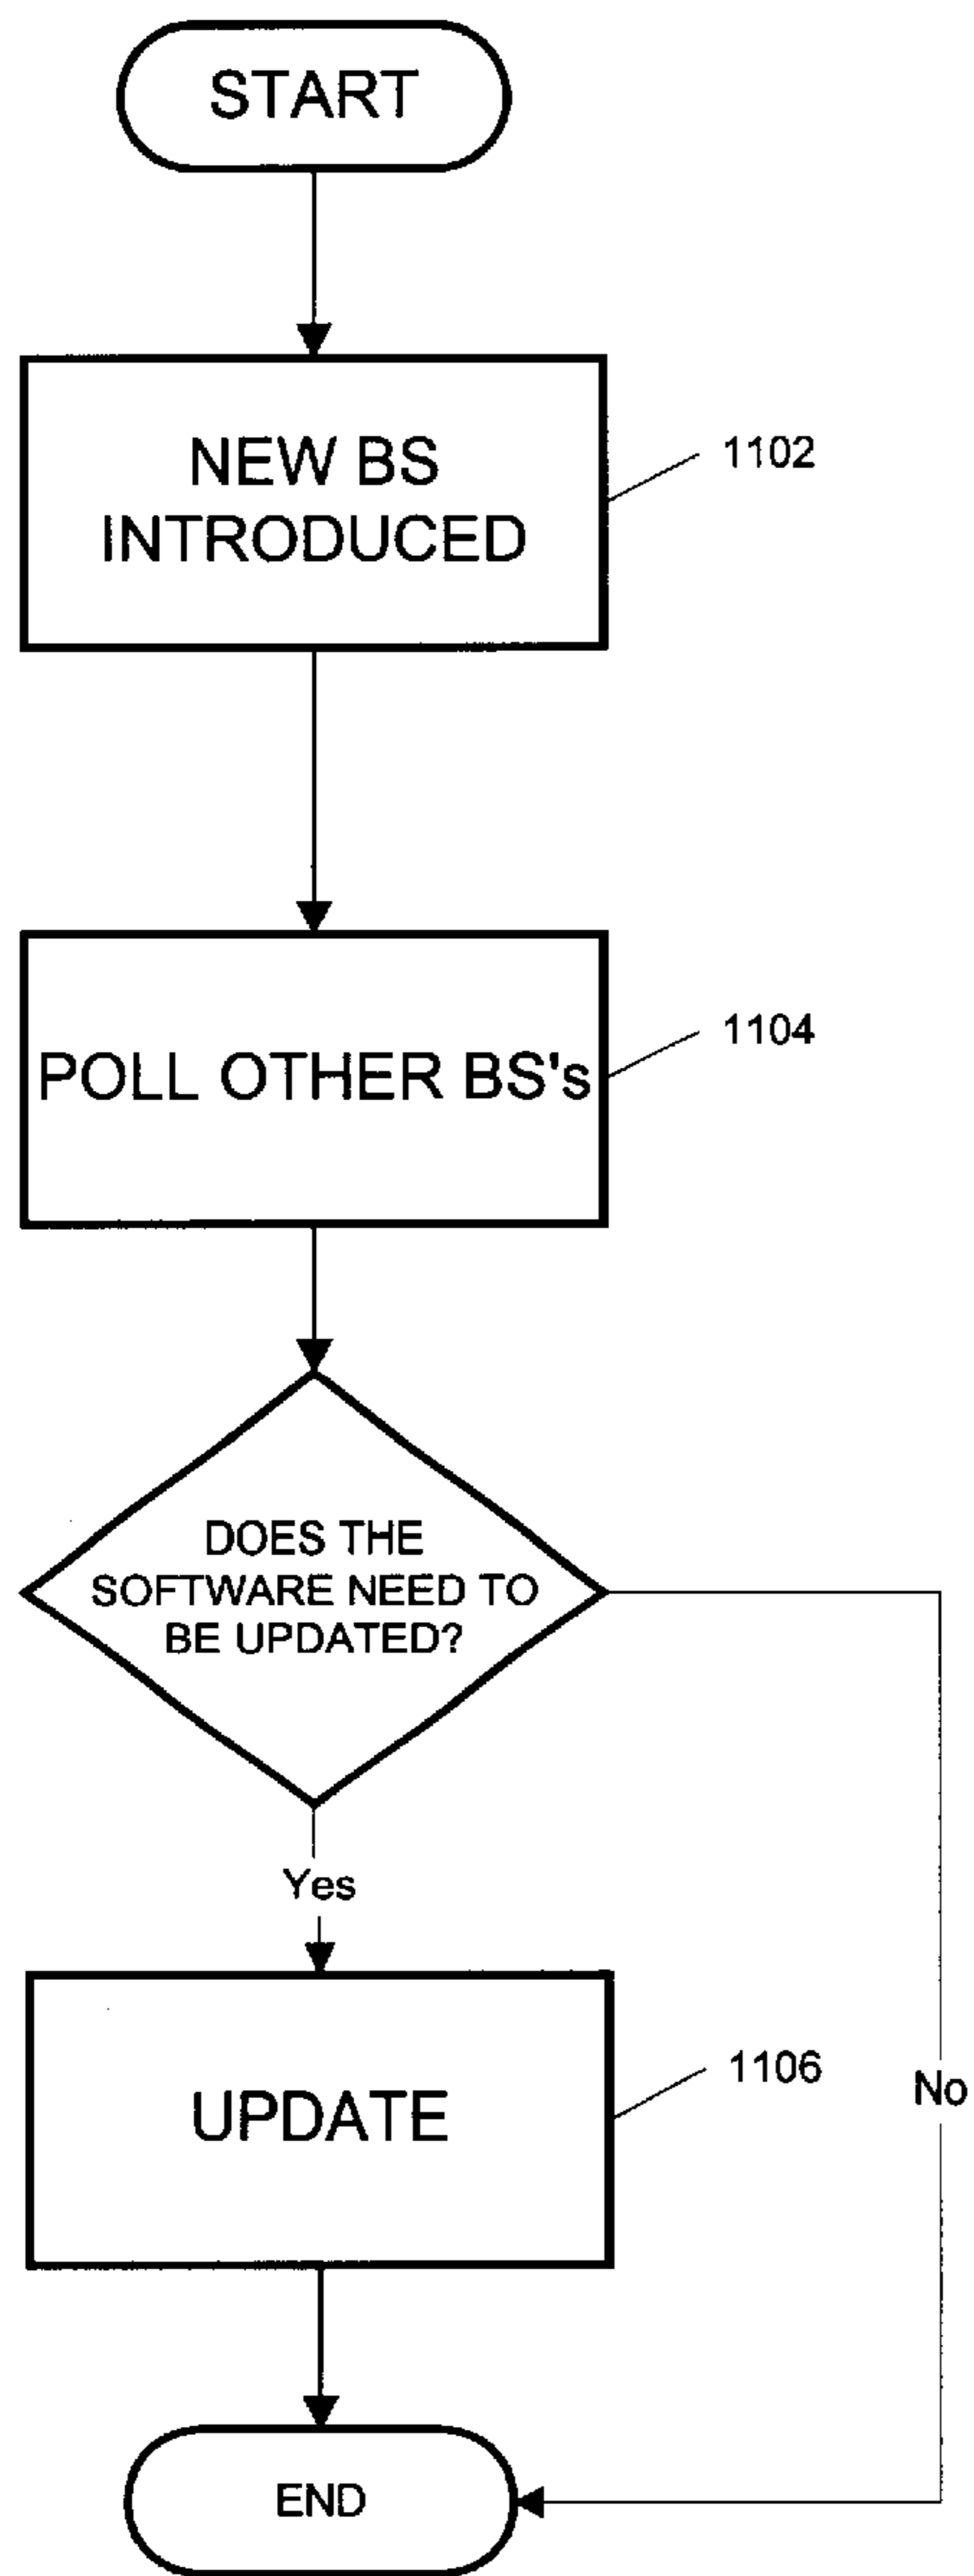 START
NEW BS
INTRODUCED
1102
POLL OTHER BS's
1104
DOES THE
SOFTWARE NEED TO
BE UPDATED?
Yes
UPDATE
1106
No
END